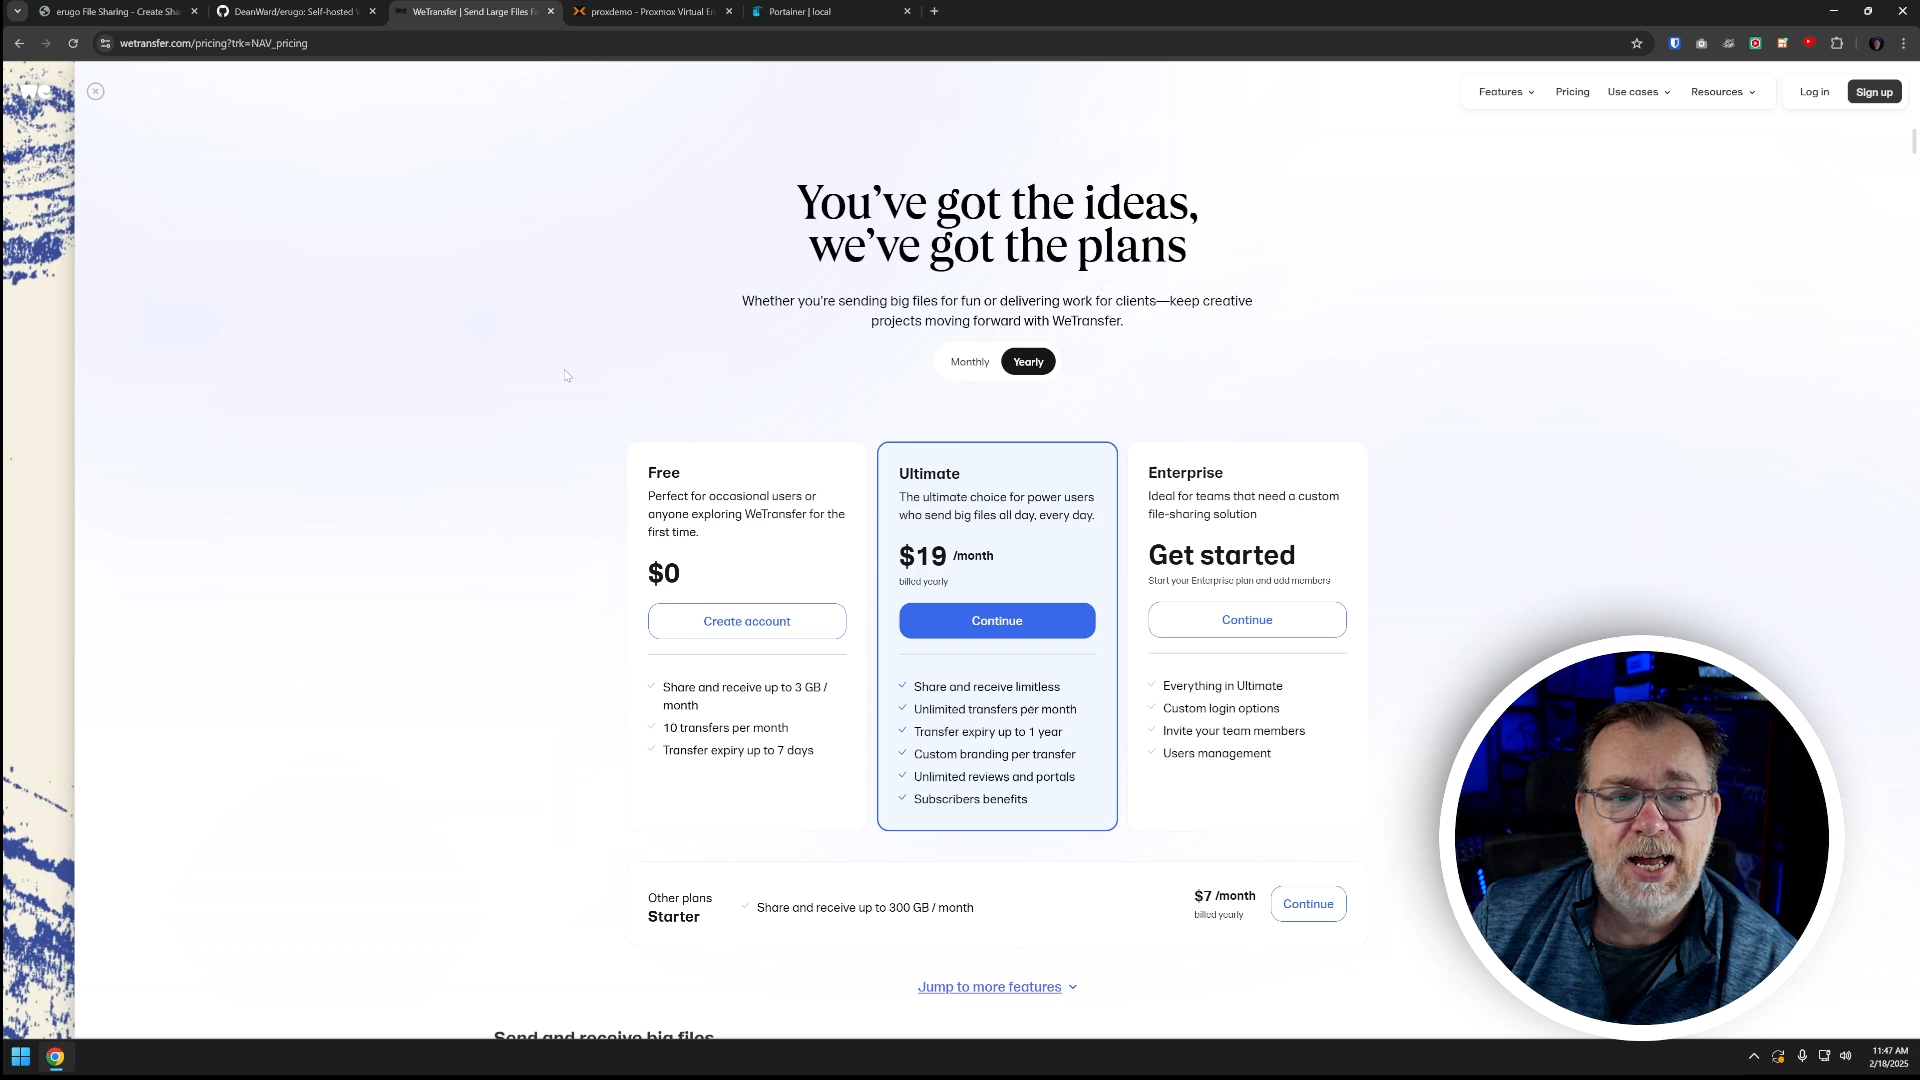 erugo File Sharing - Create Sha
DeanWard/erugo: Self-hosted
WeTransfer | Send Large Files F
proxdemo - Proxmox Virtual En
Portainer | local
wetransfer.com/pricing?trk=NAV_pricing
we
Features
Pricing
Use cases
Resources
Log in
Sign up
You’ve got the ideas,
we’ve got the plans
Whether you're sending big files for fun or delivering work for clients—keep creative
projects moving forward with WeTransfer.
Monthly
Yearly
Free
Perfect for occasional users or
anyone exploring WeTransfer for the
first time.
$0
Create account
Share and receive up to 3 GB /
month
10 transfers per month
Transfer expiry up to 7 days
Ultimate
The ultimate choice for power users
who send big files all day, every day.
$19 /month
billed yearly
Continue
Share and receive limitless
Unlimited transfers per month
Transfer expiry up to 1 year
Custom branding per transfer
Unlimited reviews and portals
Subscribers benefits
Enterprise
Ideal for teams that need a custom
file-sharing solution
Get started
Start your Enterprise plan and add members
Continue
Everything in Ultimate
Custom login options
Invite your team members
Users management
Other plans
Starter
Share and receive up to 300 GB / month
$7 /month
billed yearly
Continue
Jump to more features
Send and receive big files
11:47 AM
2/18/2025